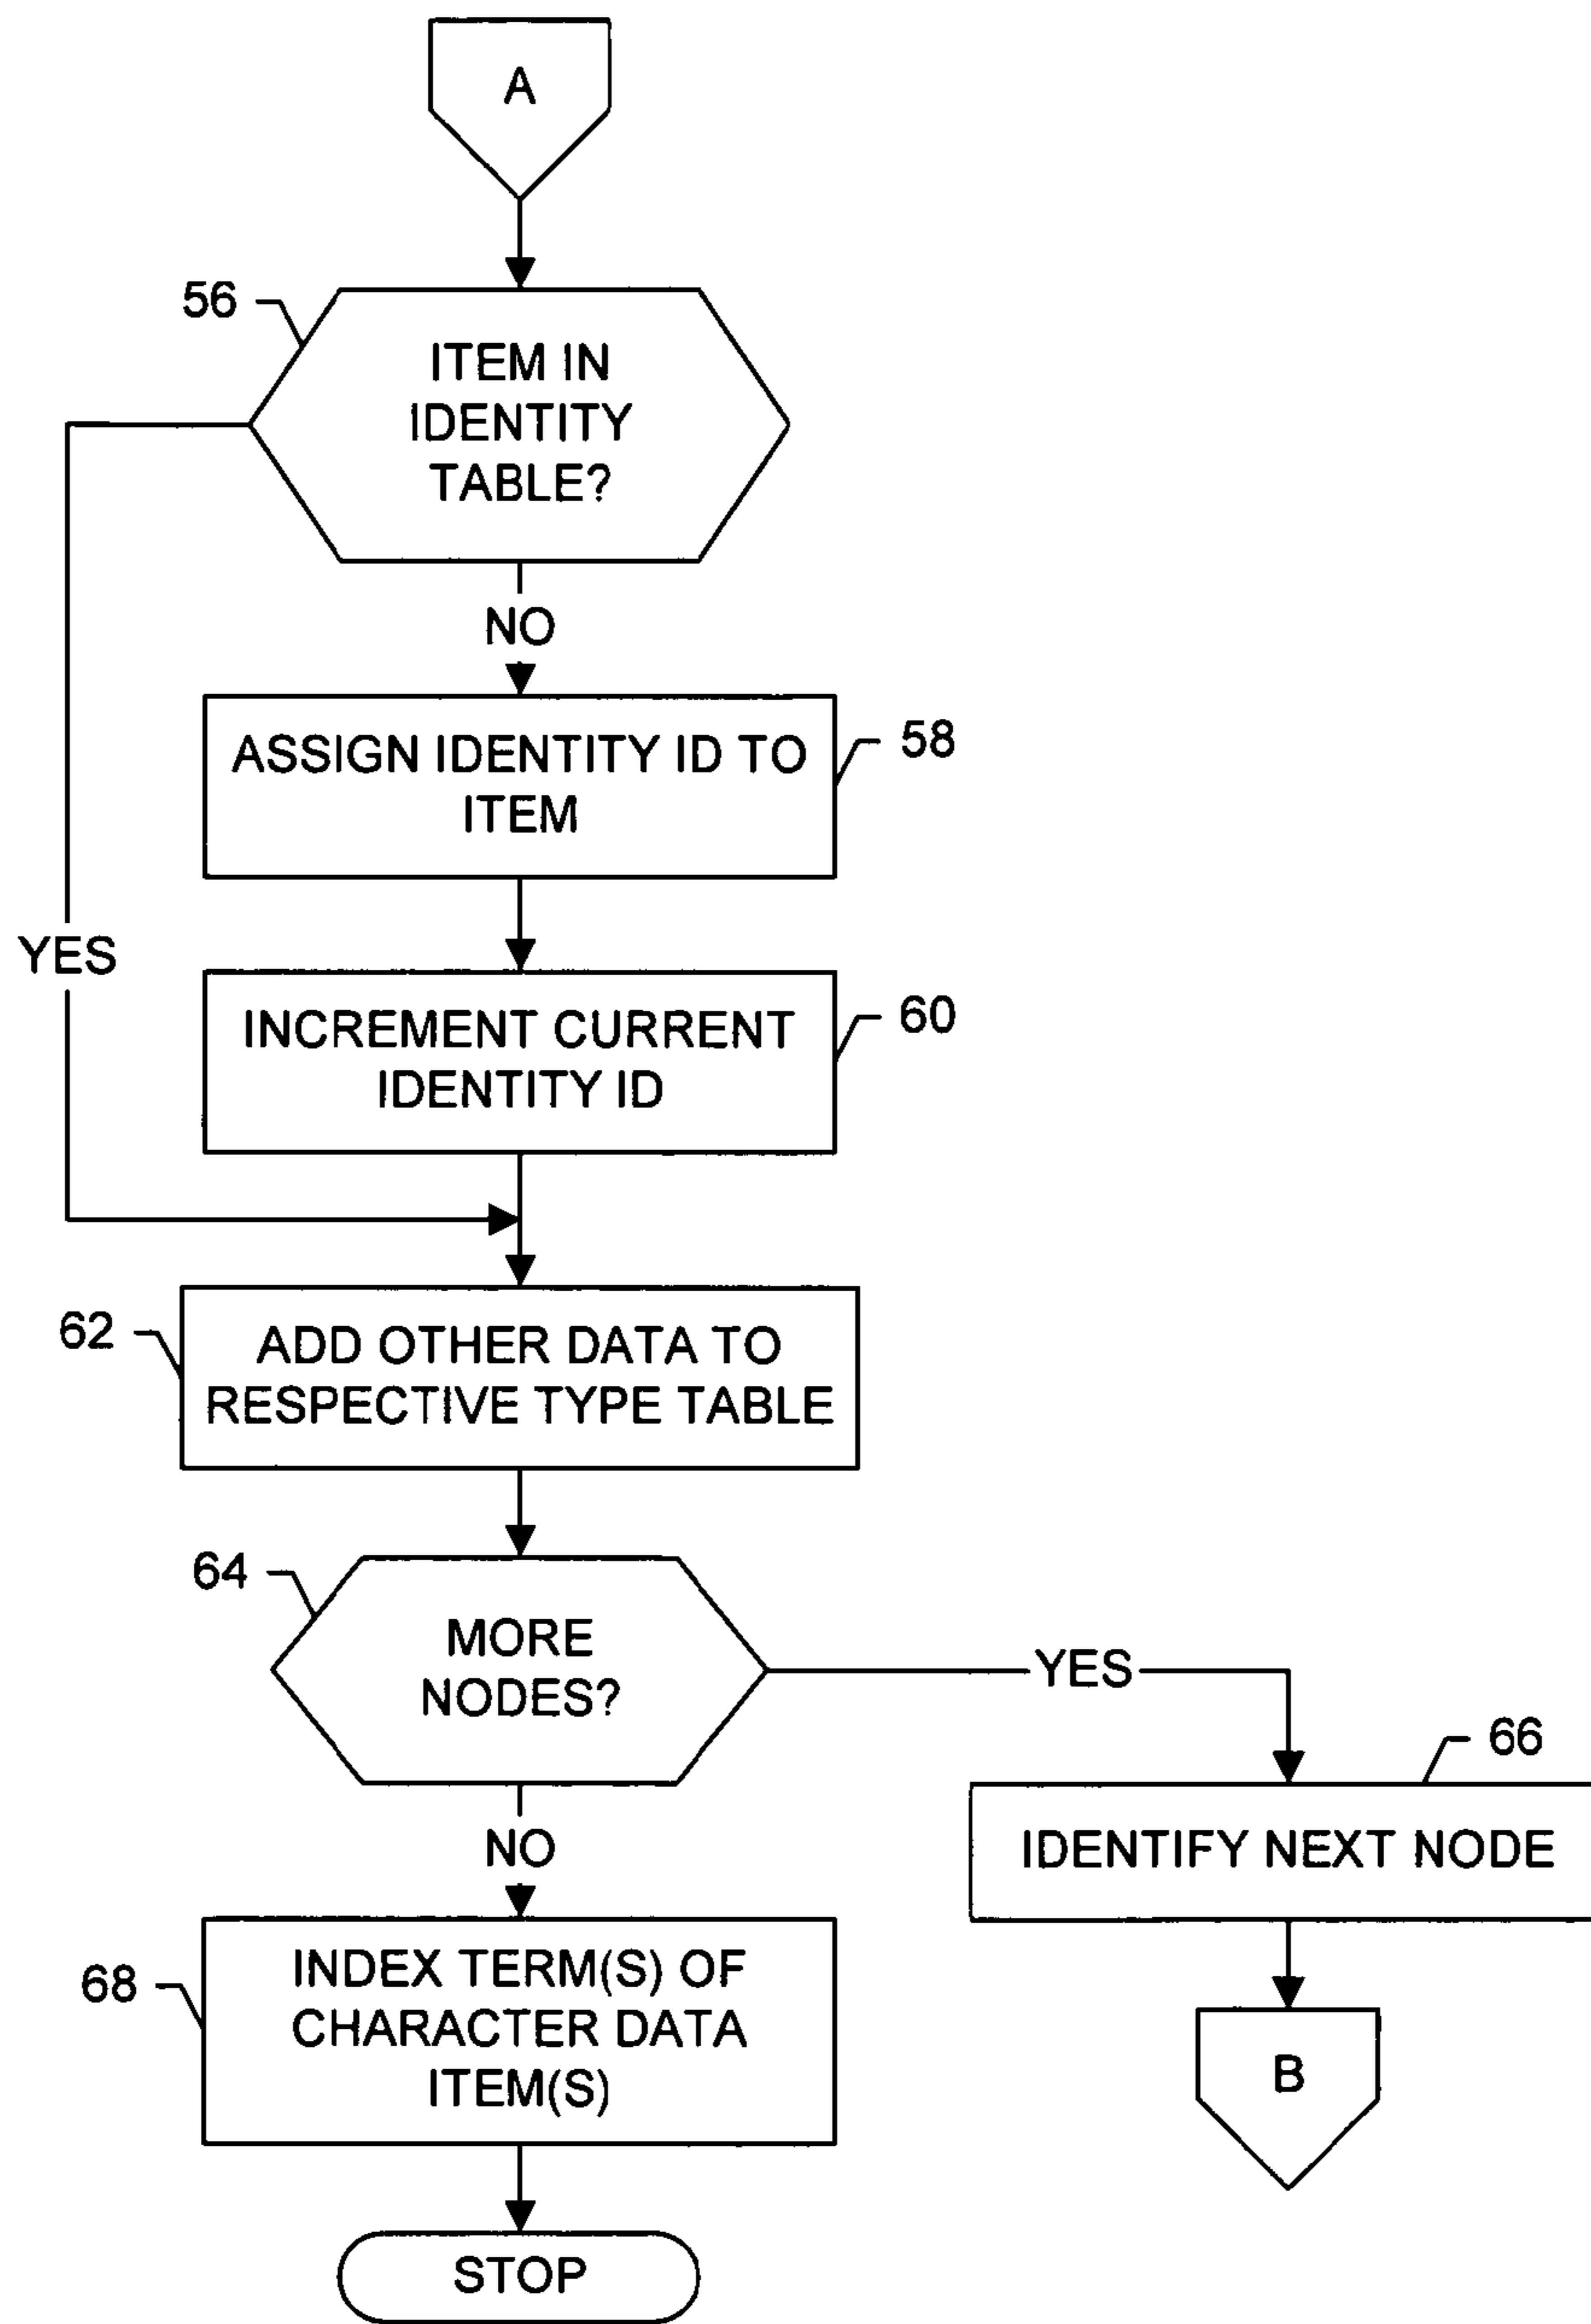 A
56
ITEM IN
IDENTITY
TABLE?
NO
ASSIGN IDENTITY ID TO
ITEM
58
YES
INCREMENT CURRENT
IDENTITY ID
60
62
ADD OTHER DATA TO
RESPECTIVE TYPE TABLE
64
MORE
NODES?
YES
66
IDENTIFY NEXT NODE
NO
68
INDEX TERM(S) OF
CHARACTER DATA
ITEM(S)
B
STOP